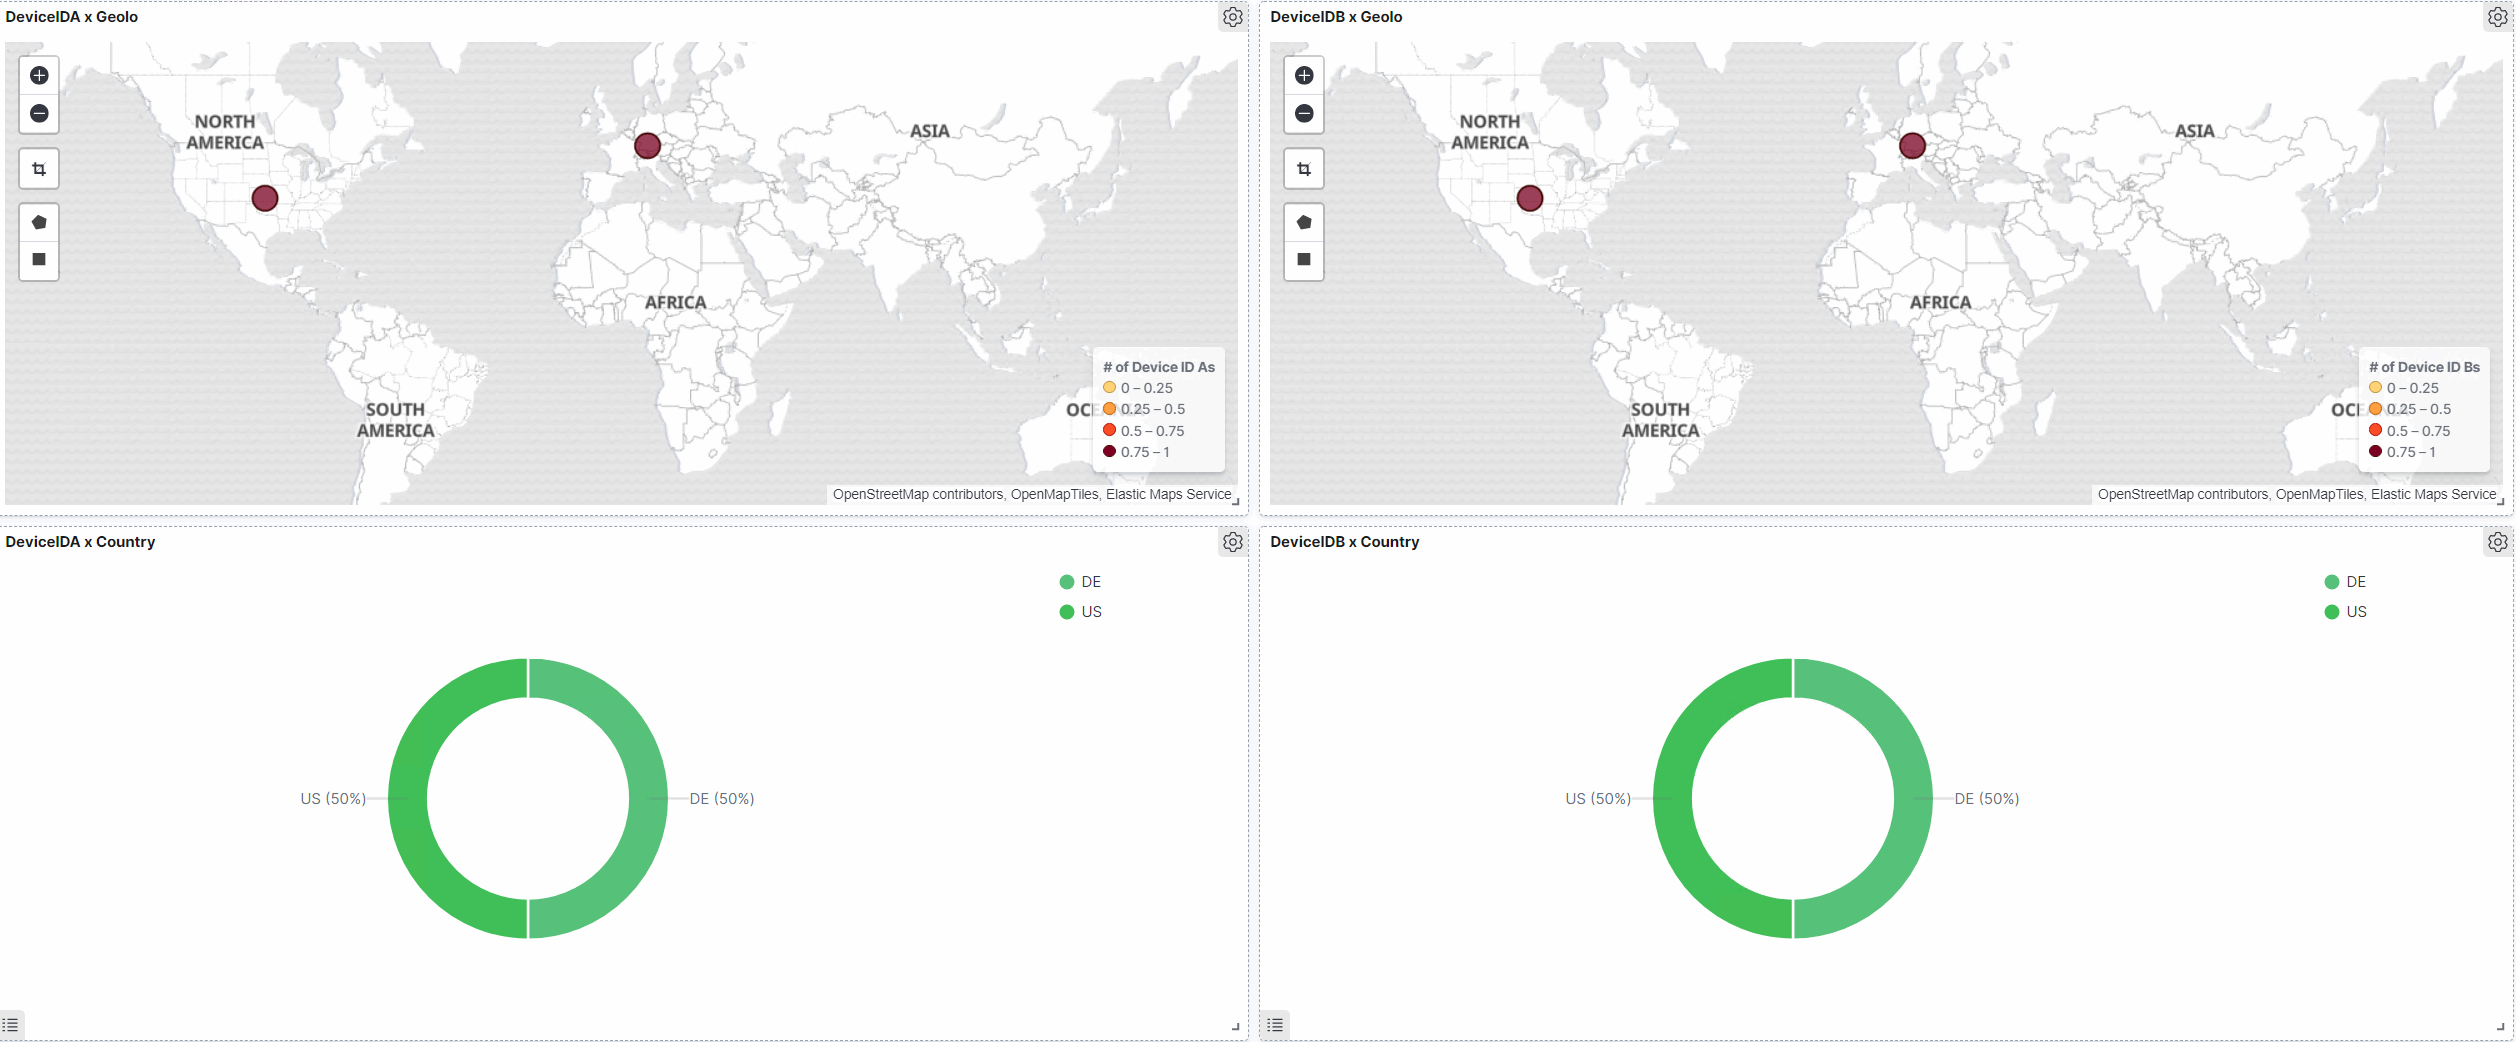 DeviceIDA x Geolo
NORTH
AMERICA
ASIA
AFRICA
SOUTH
AMERICA
# of Device ID As
0 – 0.25
0.25 – 0.5
0.5 – 0.75
0.75 – 1
OpenStreetMap contributors, OpenMapTiles, Elastic Maps Service
DeviceIDB x Geolo
NORTH
AMERICA
ASIA
AFRICA
SOUTH
AMERICA
# of Device ID Bs
0 – 0.25
0.25 – 0.5
0.5 – 0.75
0.75 – 1
OpenStreetMap contributors, OpenMapTiles, Elastic Maps Service
DeviceIDA x Country
DE
US
US (50%)
DE (50%)
DeviceIDB x Country
DE
US
US (50%)
DE (50%)